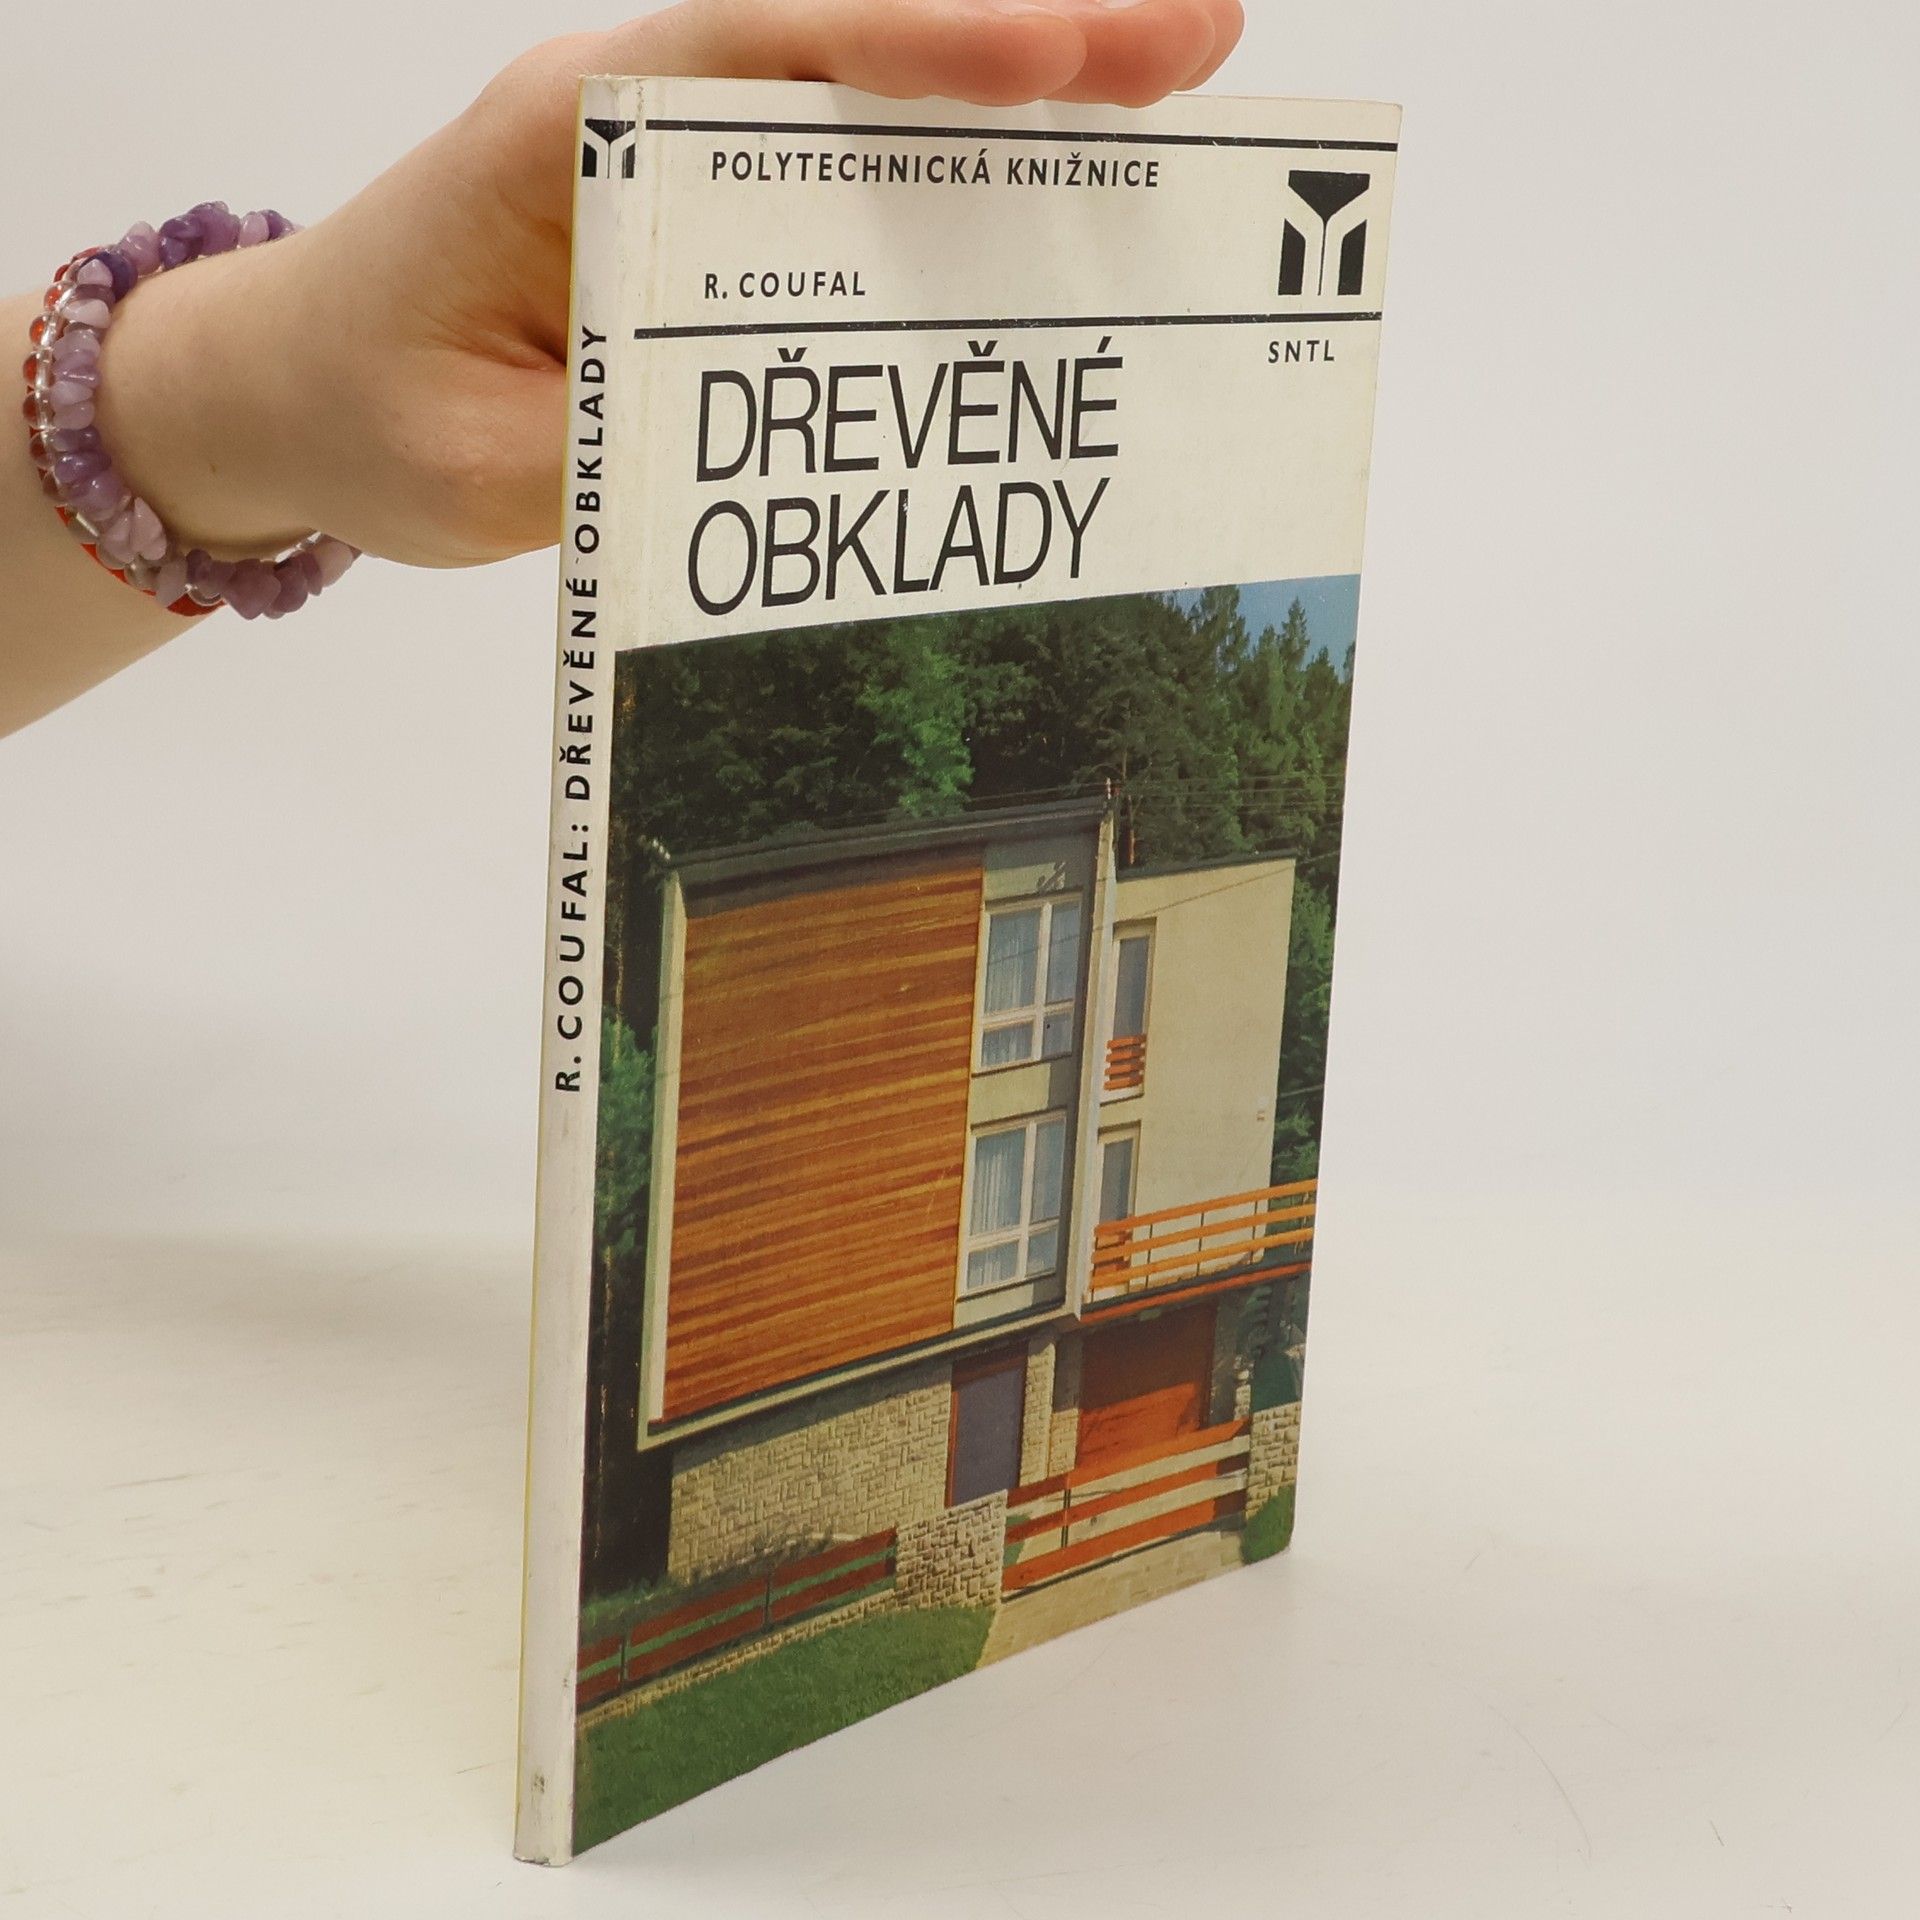 POLYTECHNICKÁ KNIŽNICE
R. COUFAL
SNTL
DŘEVĚNÉ
OBKLADY
R. COUFAL: DŘEVĚNÉ OBKLADY